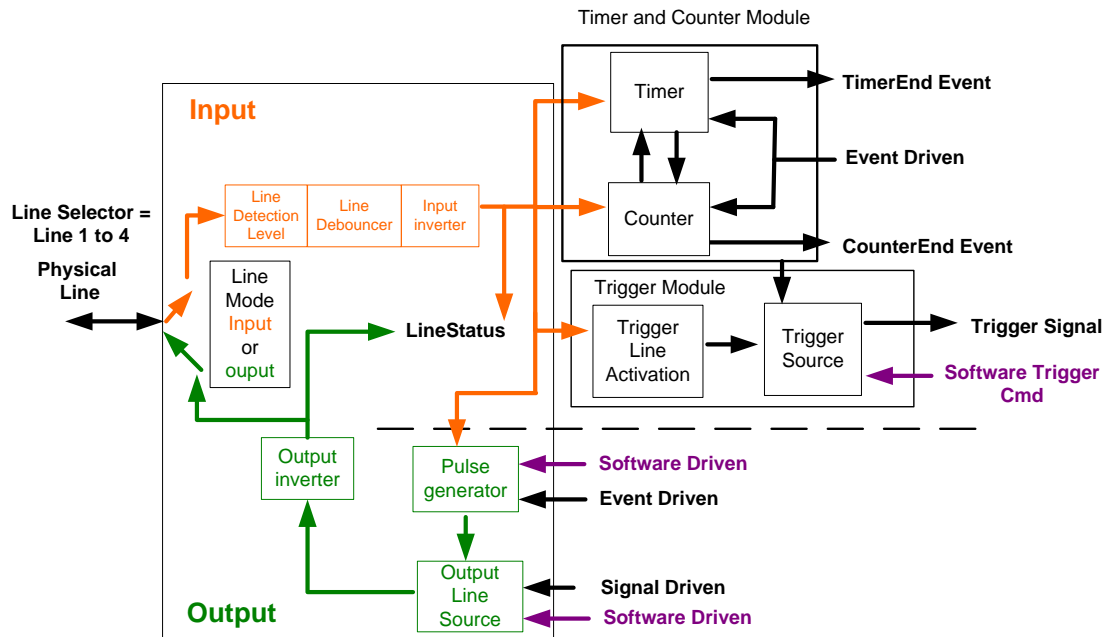 Timer and Counter Module
Input
Timer
TimerEnd Event
Event Driven
Line Selector =
Line 1 to 4
Physical
Line
Line
Detection
Level
Line
Debouncer
Input
inverter
Counter
CounterEnd Event
Line
Mode
Input
or
ouput
LineStatus
Trigger Module
Trigger
Line
Activation
Trigger
Source
Trigger Signal
Software Trigger
Cmd
Output
inverter
Pulse
generator
Software Driven
Event Driven
Output
Line
Source
Signal Driven
Software Driven
Output